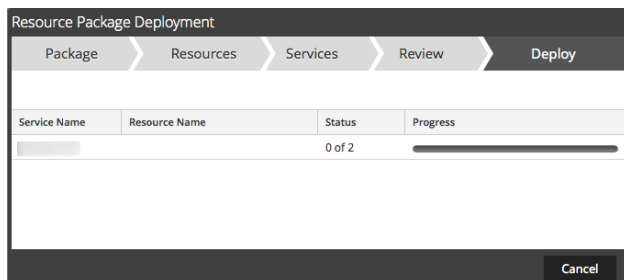 Resource Package Deployment
Package Resources Services Review Deploy
Service Name Resource Name Status Progress
0 of 2
Cancel